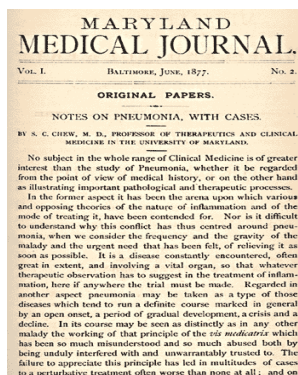 MARYLAND
MEDICAL JOURNAL.
VOL. I. BALTIMORE, JUNE, 1877. NO. 2.
ORIGINAL PAPERS.
NOTES ON PNEUMONIA, WITH CASES.
BY S. C. CHEW, M. D., PROFESSOR OF THERAPEUTICS AND CLINICAL
MEDICINE IN THE UNIVERSITY OF MARYLAND.
No subject in the whole range of Clinical Medicine is of greater
interest than the study of Pneumonia, whether it be regarded
from the point of view of medical history, or on the other hand
as illustrating important pathological and therapeutic processes.
In the former aspect it has been the arena upon which various
and opposing theories of the nature of inflammation and of the
mode of treating it, have been contended for. Nor is it difficult
to understand why this conflict has thus centred around pneu-
monia, when we consider the frequency and the gravity of the
malady and the urgent need that has been felt, of relieving it as
soon as possible. It is a disease constantly encountered, often
great in extent, and involving a vital organ, so that whatever
therapeutic observation has to suggest in the treatment of inflam-
mation, here if anywhere the trial must be made. Regarded in
another aspect pneumonia may be taken as a type of those
diseases which tend to run a definite course marked in general
by an open onset, a period of gradual development, a crisis and a
decline. In its course may be seen as distinctly as in any other
malady the working of that principle of the vis medicatrix which
has been so much misunderstood and so much abused both by
being unduly interfered with and unwarrantably trusted to. The
failure to appreciate this principle has led in multitudes of cases
to a perturbative treatment often worse than none at all; and on